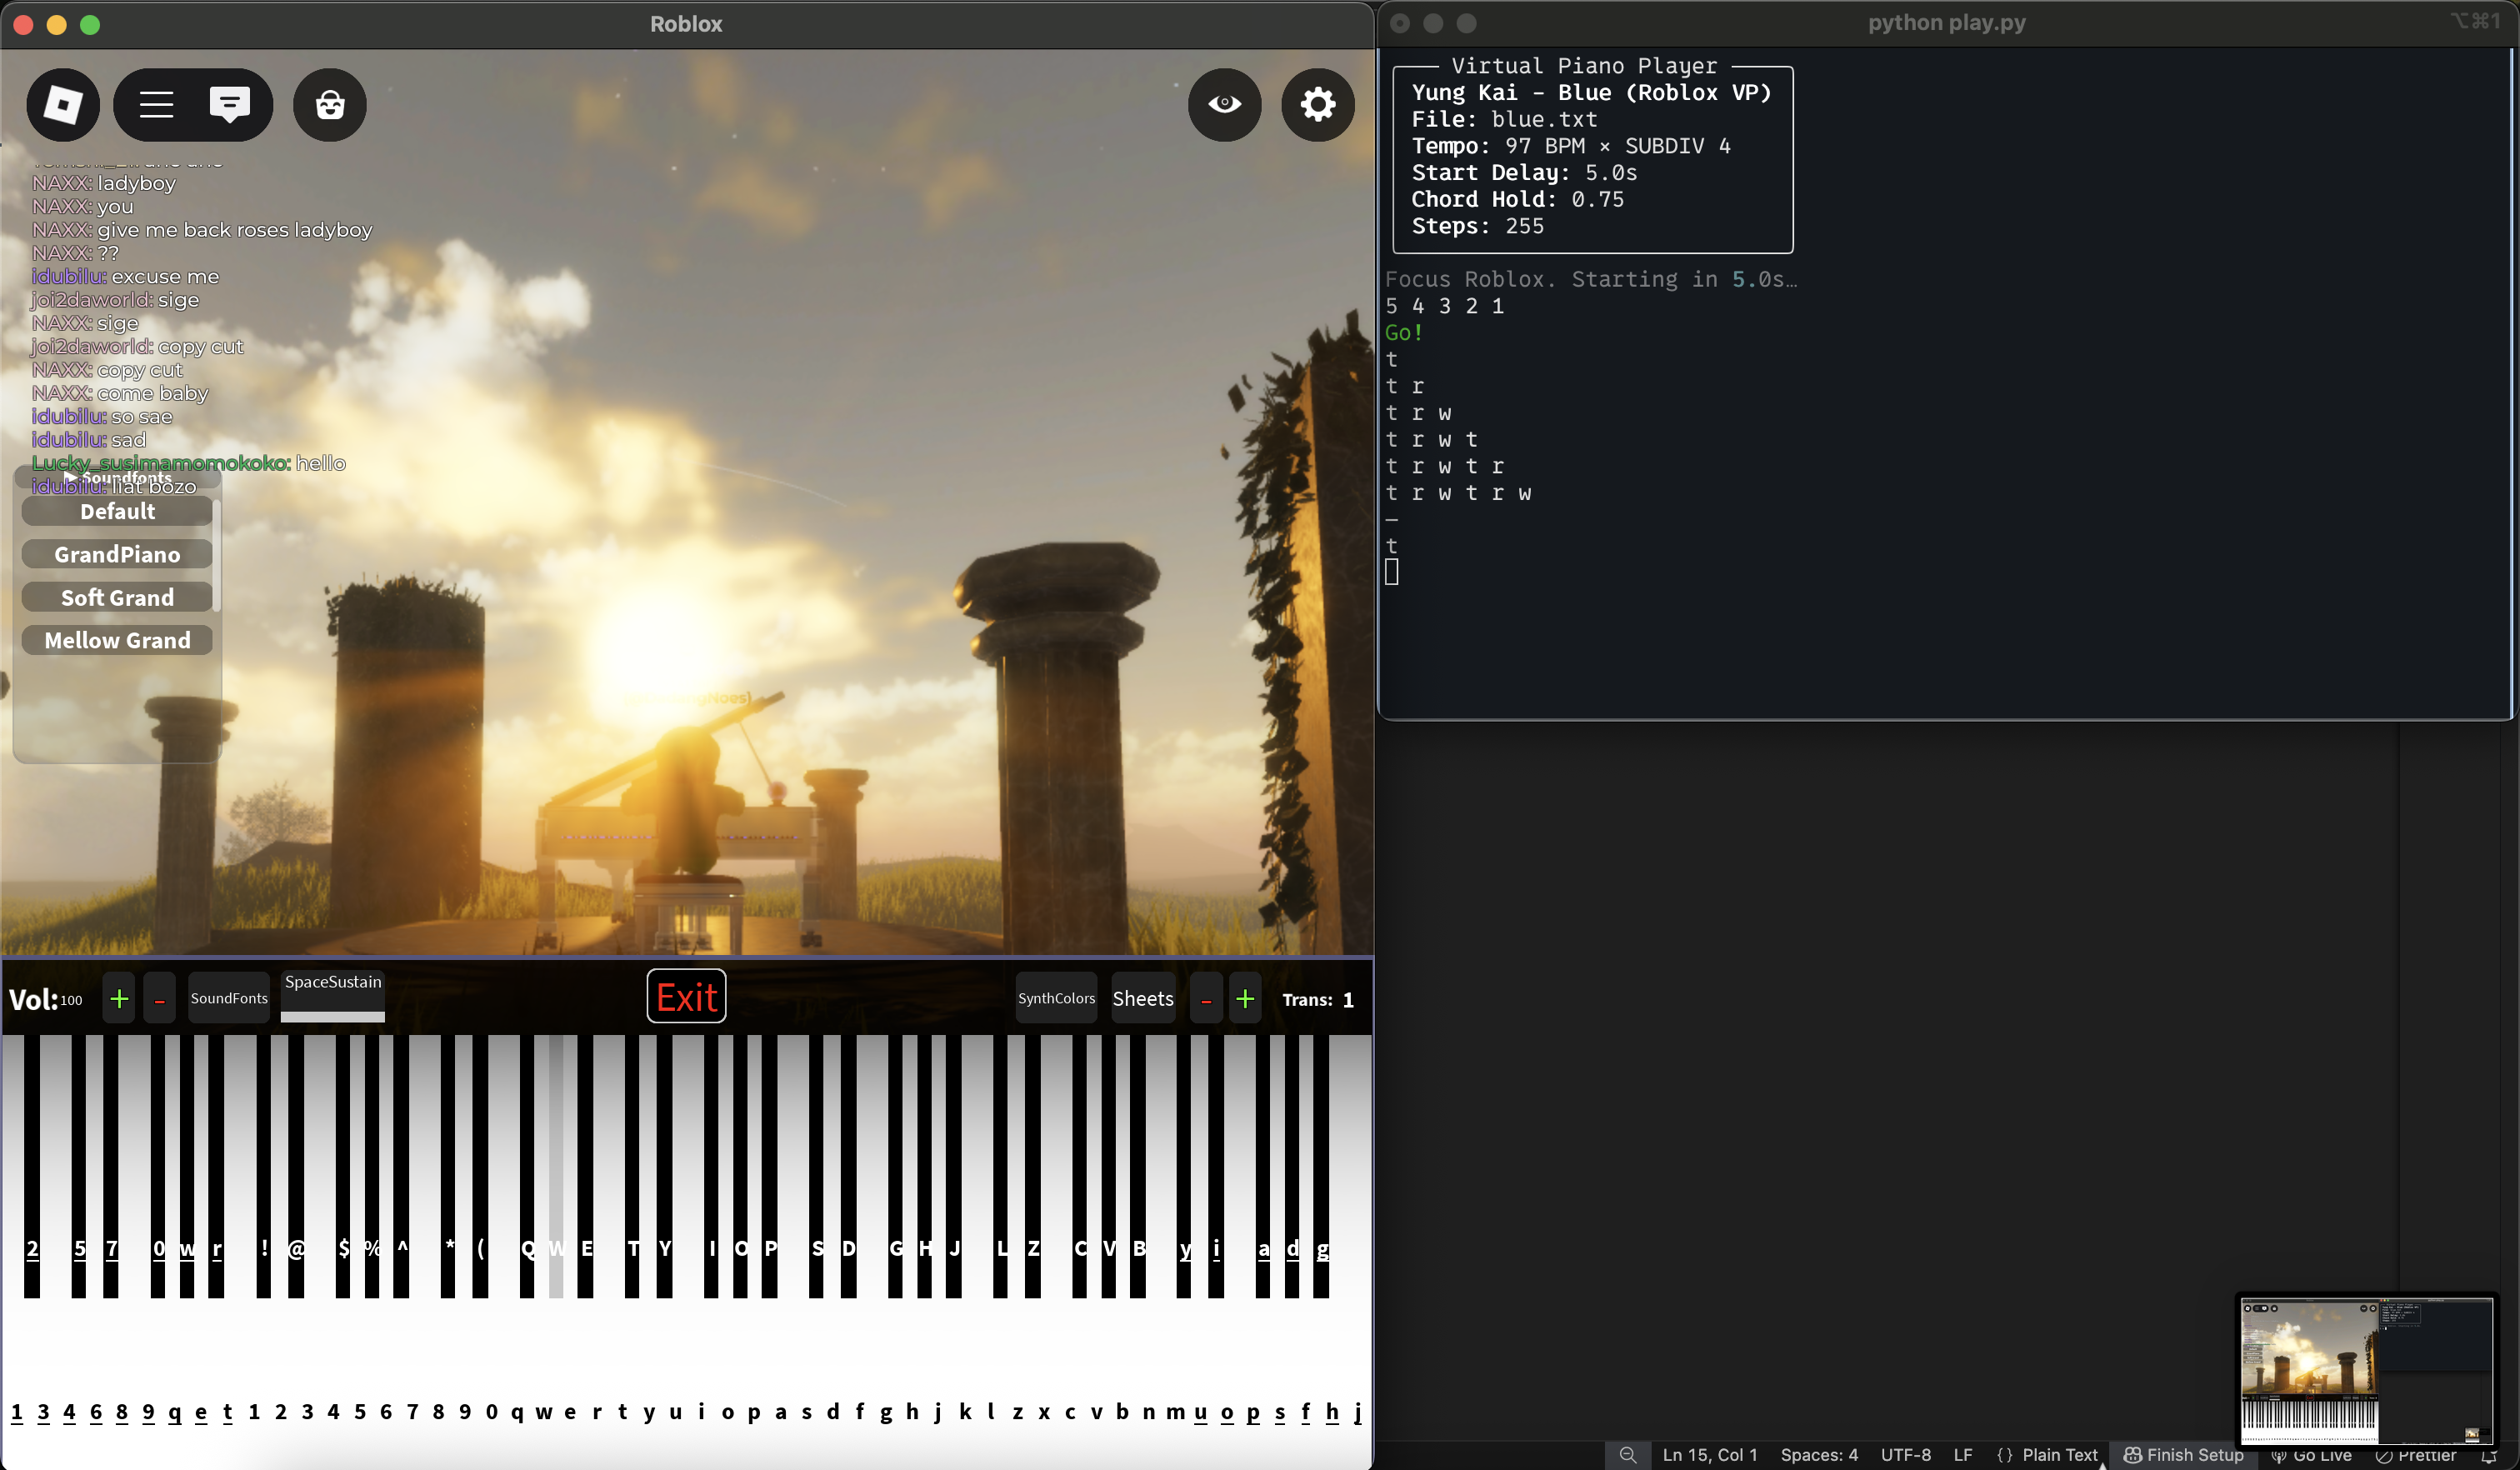 Roblox
NAXX: ladyboy
NAXX: you
NAXX: give me back roses ladyboy
NAXX: ??
idubilu: excuse me
joi2daworld: sige
NAXX: sige
joi2daworld: copy cut
NAXX: copy cut
NAXX: come baby
idubilu: so sae
idubilu: sad
Lucky_susimamomokoko: hello
idubilu: liat bozo
Soundfonts
Default
GrandPiano
Soft Grand
Mellow Grand
Vol:100 + - SoundFonts SpaceSustain Exit SynthColors Sheets - + Trans: 1
2 5 7 0 w r ! @ $ % ^ * ( Q W E T Y I O P S D G H J L Z C V B y i a d g
1 3 4 6 8 9 q e t 1 2 3 4 5 6 7 8 9 0 q w e r t y u i o p a s d f g h j k l z x c v b n m u o p s f h j
python play.py ⌥⌘1
Virtual Piano Player
Yung Kai – Blue (Roblox VP)
File: blue.txt
Tempo: 97 BPM × SUBDIV 4
Start Delay: 5.0s
Chord Hold: 0.75
Steps: 255
Focus Roblox. Starting in 5.0s…
5 4 3 2 1
Go!
t
t r
t r w
t r w t
t r w t r
t r w t r w
–
t
Ln 15, Col 1 Spaces: 4 UTF-8 LF {} Plain Text Finish Setup Go Live Prettier